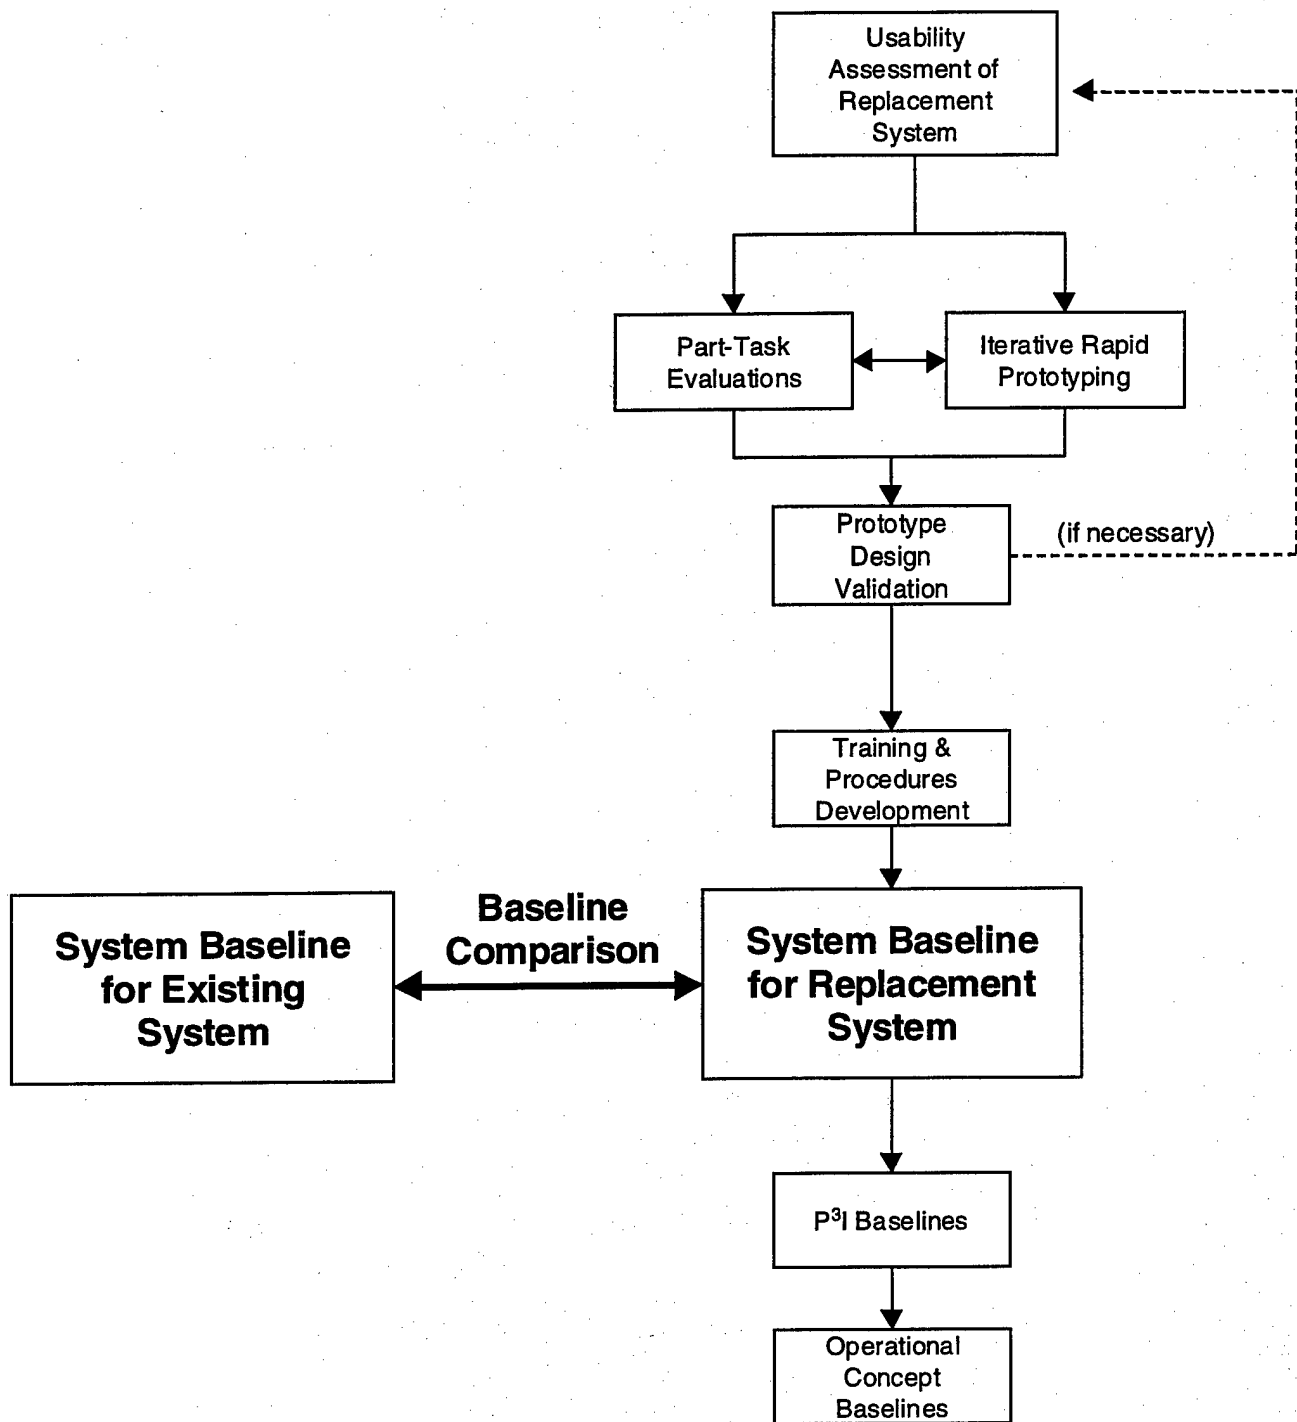 Usability
Assessment of
Replacement
System
Part-Task
Evaluations
Iterative Rapid
Prototyping
Prototype
Design
Validation
(if necessary)
Training &
Procedures
Development
System Baseline
for Existing
System
Baseline
Comparison
System Baseline
for Replacement
System
P³I Baselines
Operational
Concept
Baselines